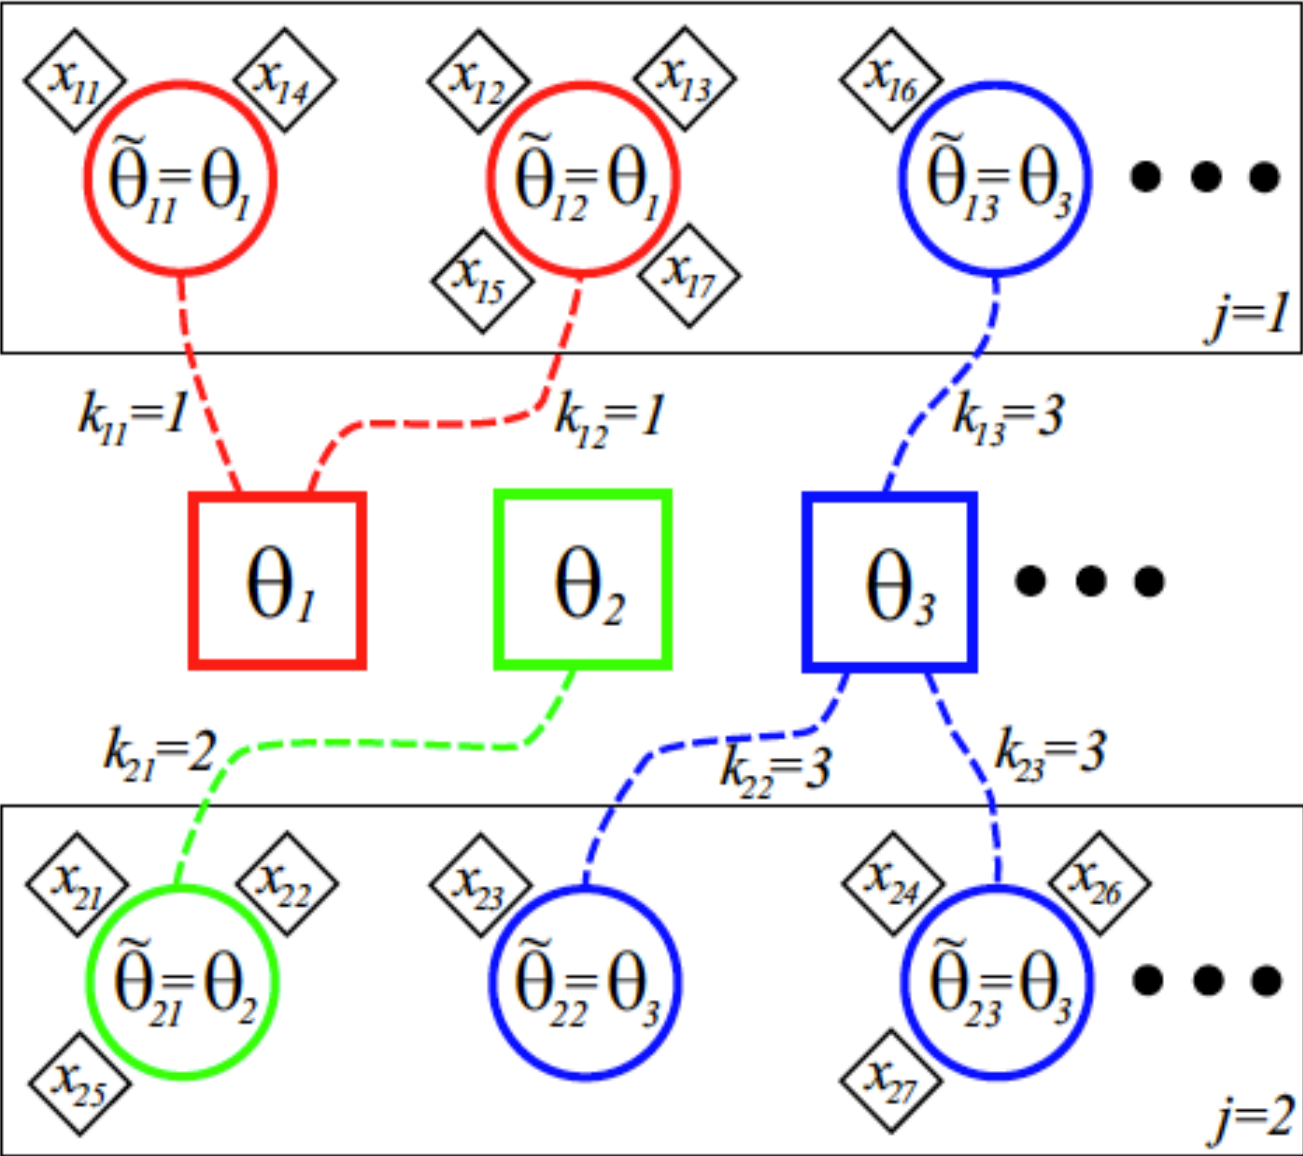 x₁₁ x₁₄ x₁₂ x₁₃ x₁₆
θ̃₁₁=θ₁ θ̃₁₂=θ₁ θ̃₁₃=θ₃
x₁₅ x₁₇
j=1
k₁₁=1 k₁₂=1 k₁₃=3
θ₁ θ₂ θ₃
k₂₁=2 k₂₂=3 k₂₃=3
x₂₁ x₂₂ x₂₃ x₂₄ x₂₆
θ̃₂₁=θ₂ θ̃₂₂=θ₃ θ̃₂₃=θ₃
x₂₅ x₂₇
j=2